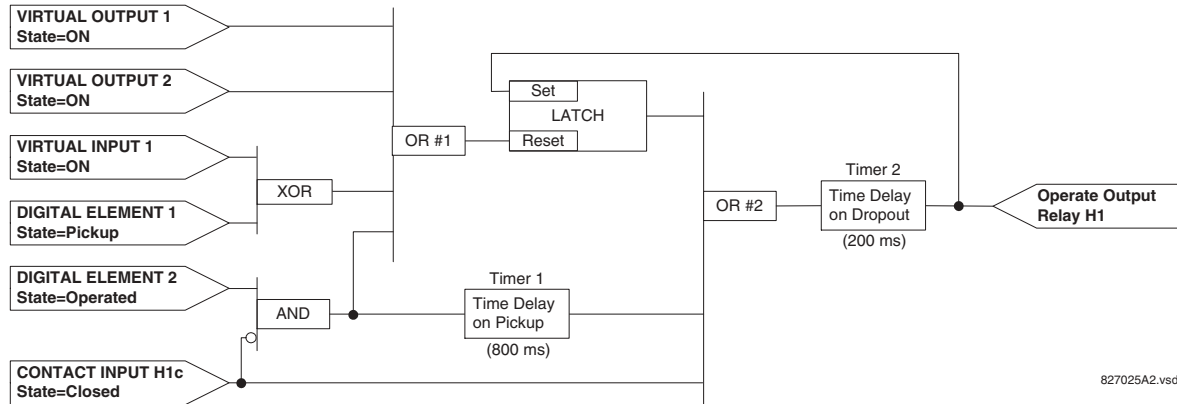 VIRTUAL OUTPUT 1
State=ON
VIRTUAL OUTPUT 2
State=ON
VIRTUAL INPUT 1
State=ON
DIGITAL ELEMENT 1
State=Pickup
DIGITAL ELEMENT 2
State=Operated
CONTACT INPUT H1c
State=Closed
XOR
AND
OR #1
Set
LATCH
Reset
Timer 1
Time Delay
on Pickup
(800 ms)
OR #2
Timer 2
Time Delay
on Dropout
(200 ms)
Operate Output
Relay H1
827025A2.vsd